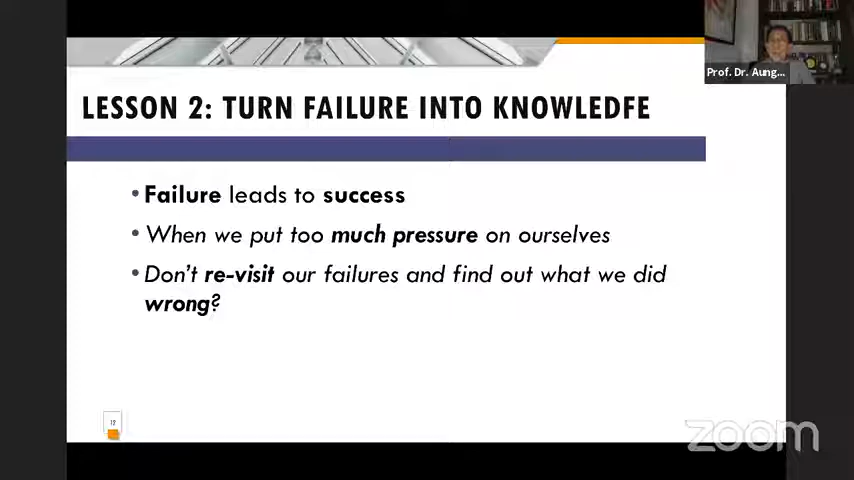 Prof. Dr. Aung...
LESSON 2: TURN FAILURE INTO KNOWLEDFE
• Failure leads to success
• When we put too much pressure on ourselves
• Don't re-visit our failures and find out what we did
wrong?
zoom